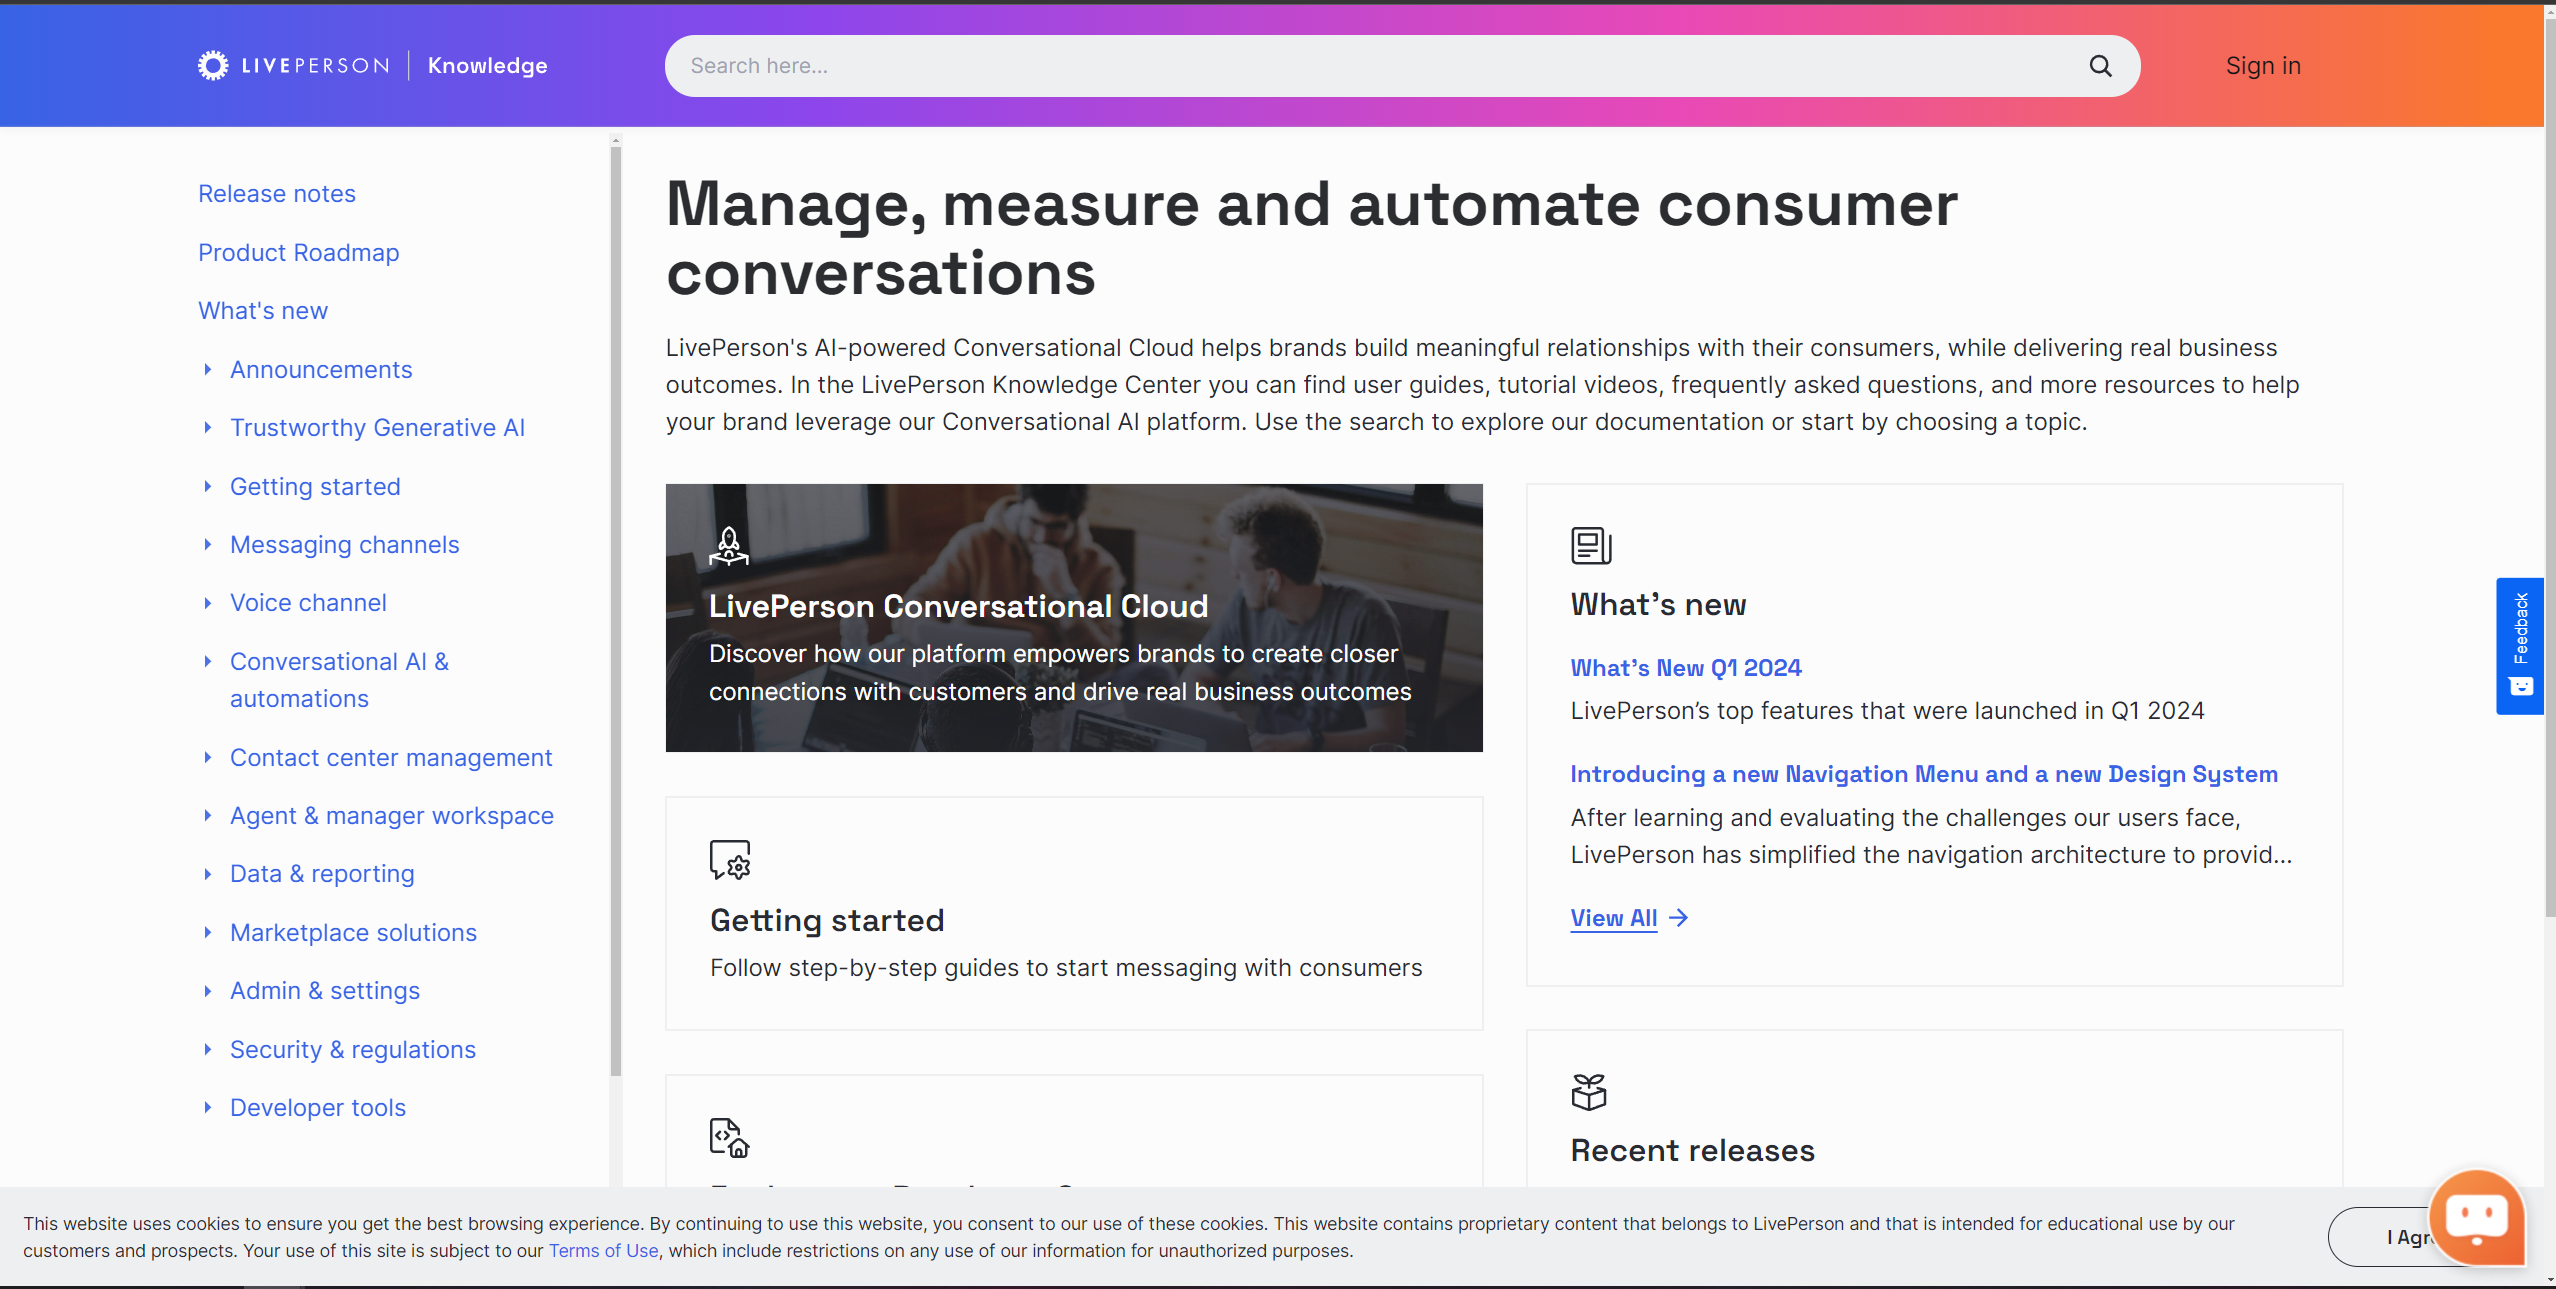 LIVEPERSON
Knowledge
Search here...
Sign in
Release notes
Product Roadmap
What's new
Announcements
Trustworthy Generative AI
Getting started
Messaging channels
Voice channel
Conversational AI &
automations
Contact center management
Agent & manager workspace
Data & reporting
Marketplace solutions
Admin & settings
Security & regulations
Developer tools
Manage, measure and automate consumer
conversations
LivePerson's AI-powered Conversational Cloud helps brands build meaningful relationships with their consumers, while delivering real business
outcomes. In the LivePerson Knowledge Center you can find user guides, tutorial videos, frequently asked questions, and more resources to help
your brand leverage our Conversational AI platform. Use the search to explore our documentation or start by choosing a topic.
LivePerson Conversational Cloud
Discover how our platform empowers brands to create closer
connections with customers and drive real business outcomes
Getting started
Follow step-by-step guides to start messaging with consumers
What's new
What's New Q1 2024
LivePerson’s top features that were launched in Q1 2024
Introducing a new Navigation Menu and a new Design System
After learning and evaluating the challenges our users face,
LivePerson has simplified the navigation architecture to provid...
View All
Recent releases
Feedback
This website uses cookies to ensure you get the best browsing experience. By continuing to use this website, you consent to our use of these cookies. This website contains proprietary content that belongs to LivePerson and that is intended for educational use by our
customers and prospects. Your use of this site is subject to our Terms of Use, which include restrictions on any use of our information for unauthorized purposes.
I Agr